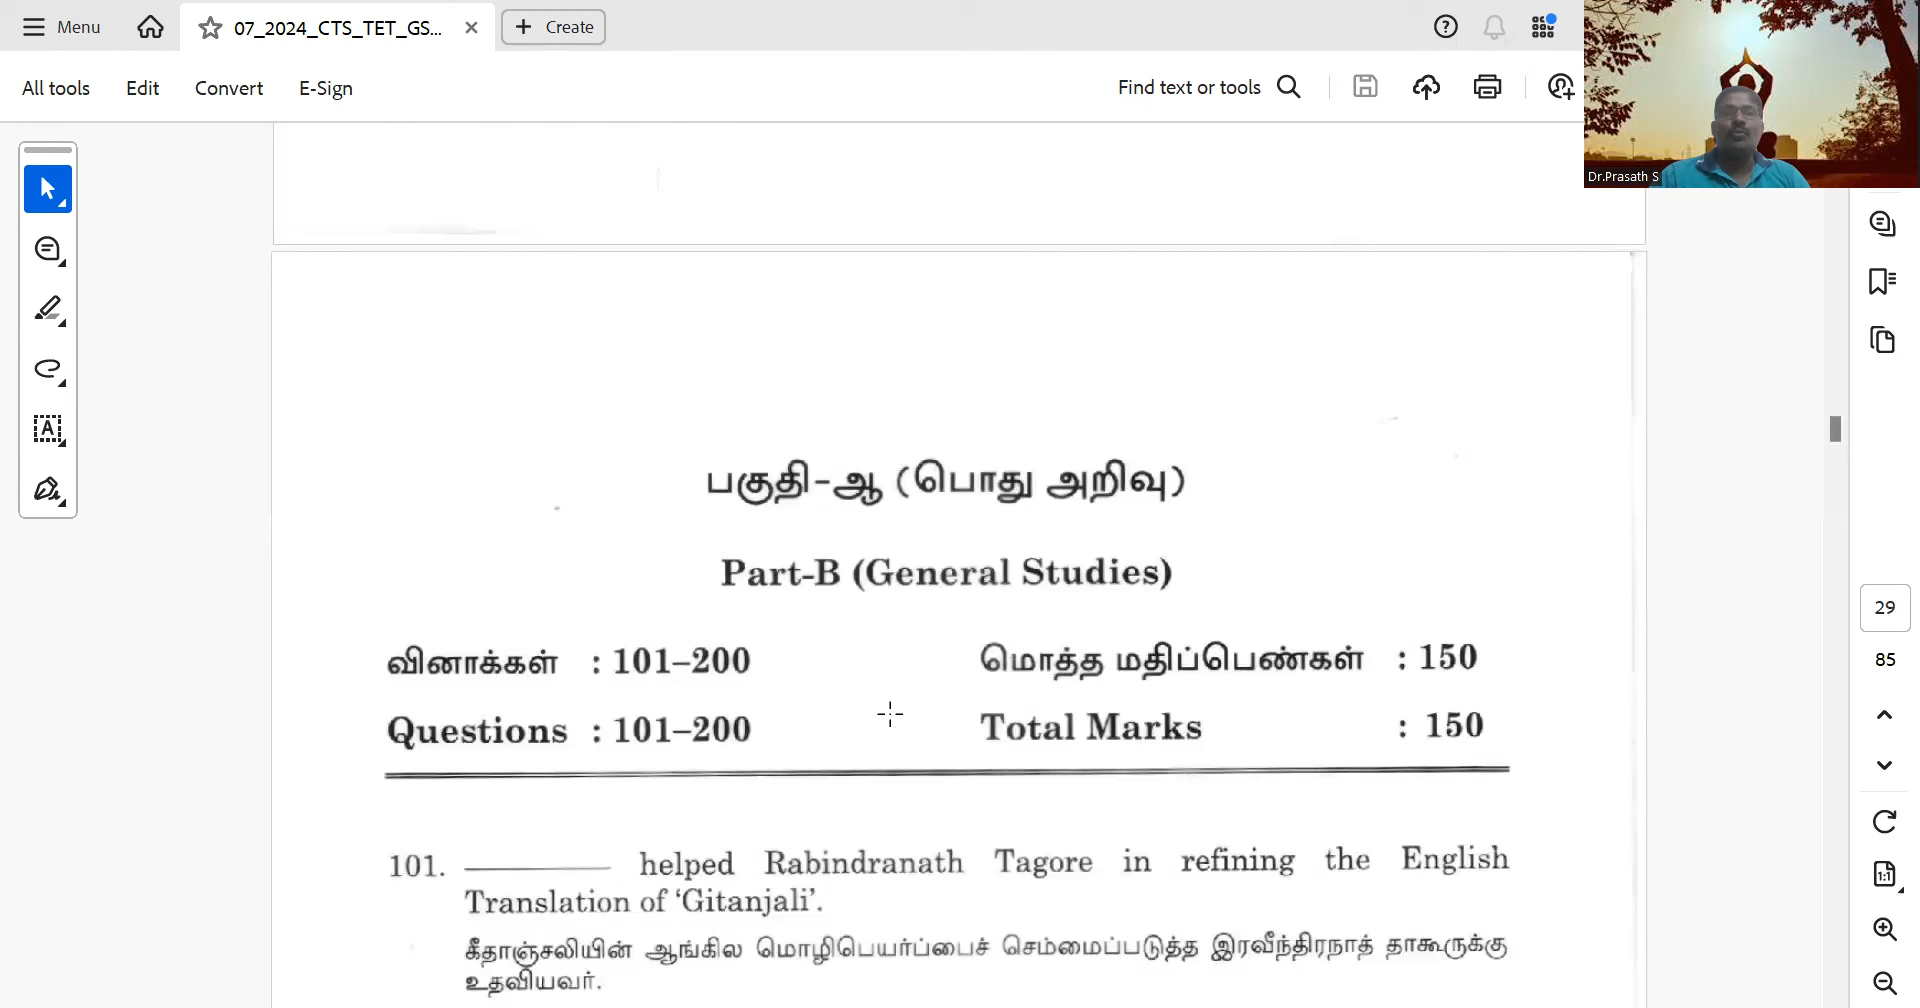 Menu
07_2024_CTS_TET_GS...
Create
All tools
Edit
Convert
E-Sign
Find text or tools
Dr.Prasath S
பகுதி-ஆ (பொது அறிவு)
Part-B (General Studies)
வினாக்கள் : 101–200 மொத்த மதிப்பெண்கள் : 150
Questions : 101–200 Total Marks : 150
101. ———— helped Rabindranath Tagore in refining the English
Translation of ‘Gitanjali’.
கீதாஞ்சலியின் ஆங்கில மொழிபெயர்ப்பைச் செம்மைப்படுத்த இரவீந்திரநாத் தாகூருக்கு
உதவியவர்.
29
85
1:1